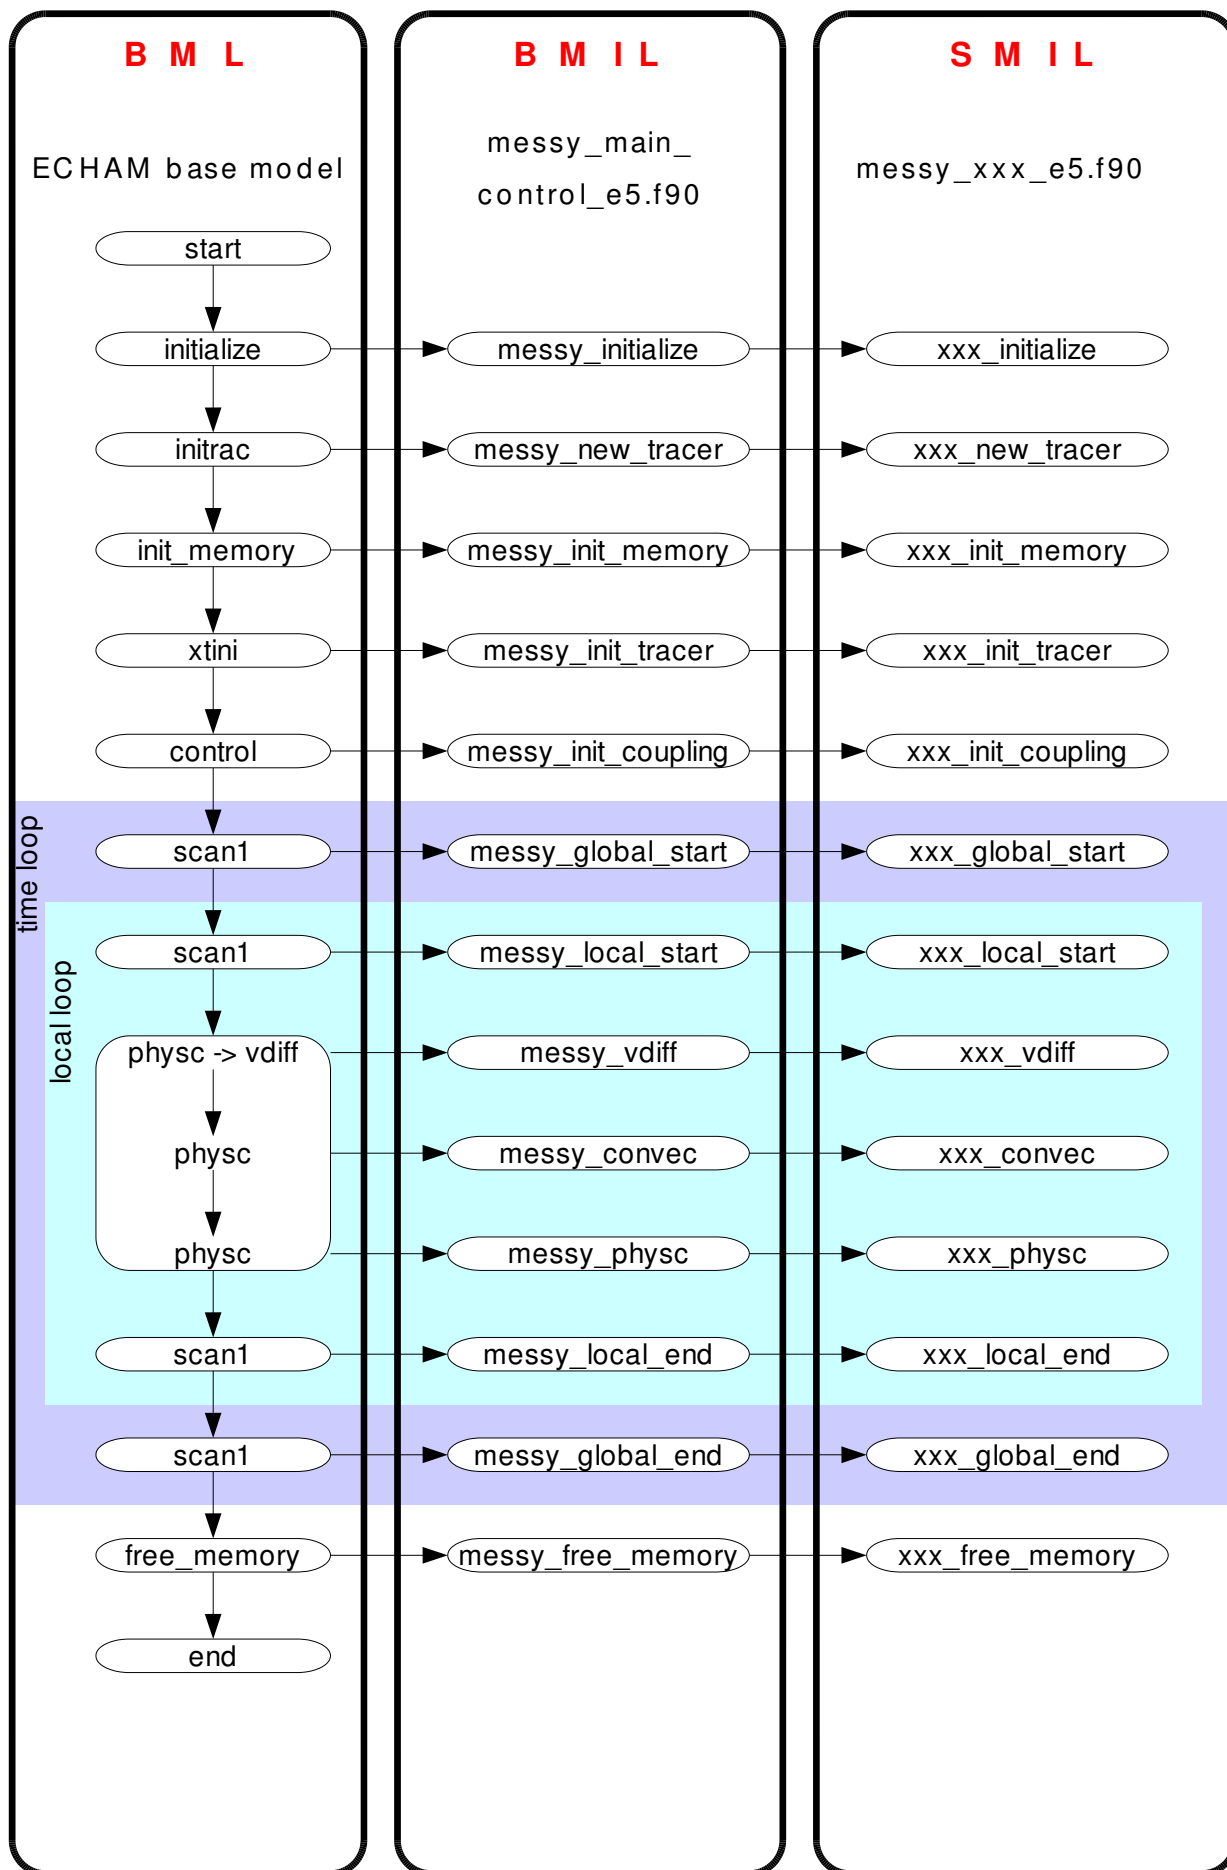 B M L
B M I L
S M I L
ECHAM base model
messy_main_
control_e5.f90
messy_xxx_e5.f90
start
initialize
messy_initialize
xxx_initialize
initrac
messy_new_tracer
xxx_new_tracer
init_memory
messy_init_memory
xxx_init_memory
xtini
messy_init_tracer
xxx_init_tracer
control
messy_init_coupling
xxx_init_coupling
time loop
scan1
messy_global_start
xxx_global_start
local loop
scan1
messy_local_start
xxx_local_start
physc -> vdiff
messy_vdiff
xxx_vdiff
physc
messy_convec
xxx_convec
physc
messy_physc
xxx_physc
scan1
messy_local_end
xxx_local_end
scan1
messy_global_end
xxx_global_end
free_memory
messy_free_memory
xxx_free_memory
end